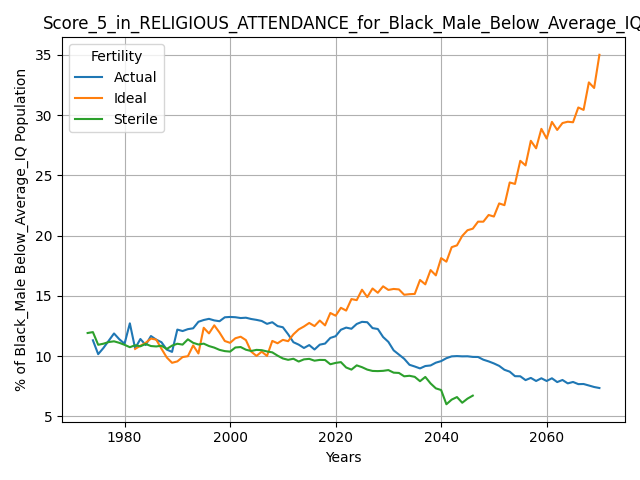 Score_5_in_RELIGIOUS_ATTENDANCE_for_Black_Male_Below_Average_IQ
% of Black_Male Below_Average_IQ Population
35
30
25
20
15
10
5
Fertility
Actual
Ideal
Sterile
1980
2000
2020
2040
2060
Years